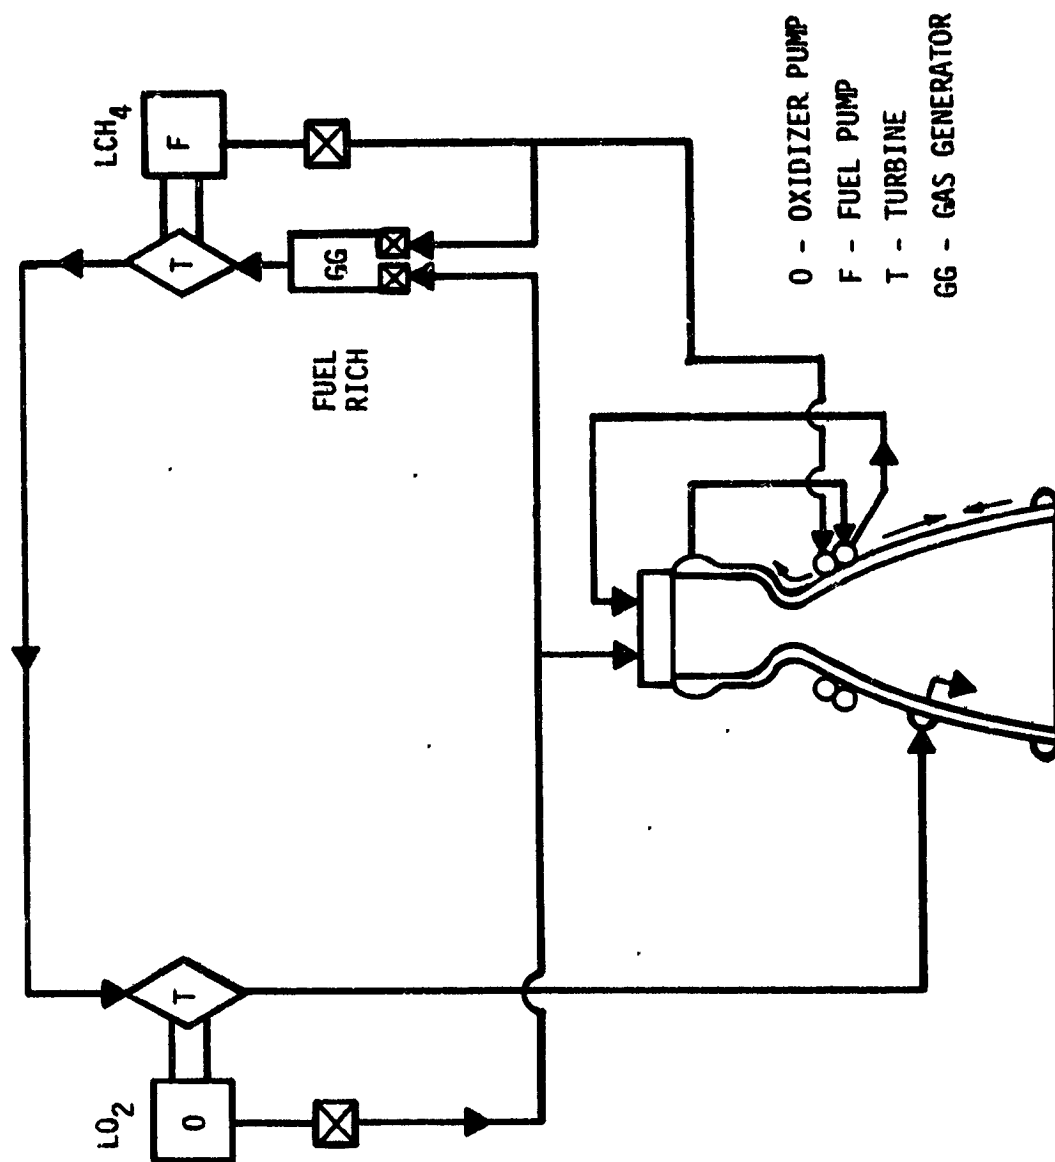 LO2
O
T
LCH4
F
T
GG
FUEL
RICH
O - OXIDIZER PUMP
F - FUEL PUMP
T - TURBINE
GG - GAS GENERATOR